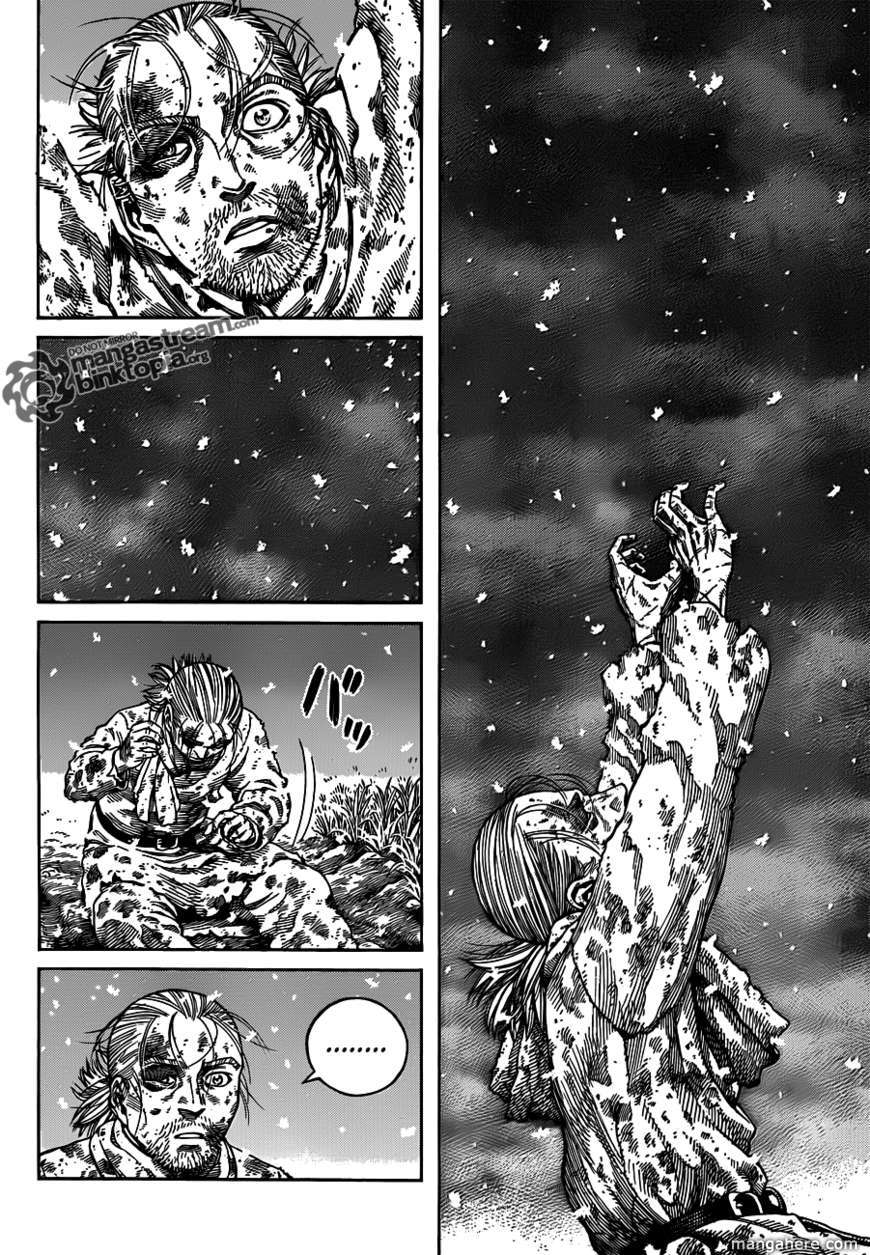 DO NOT MIRROR
mangastream.com
binktopia.org
バッ
.........
mangahere.com